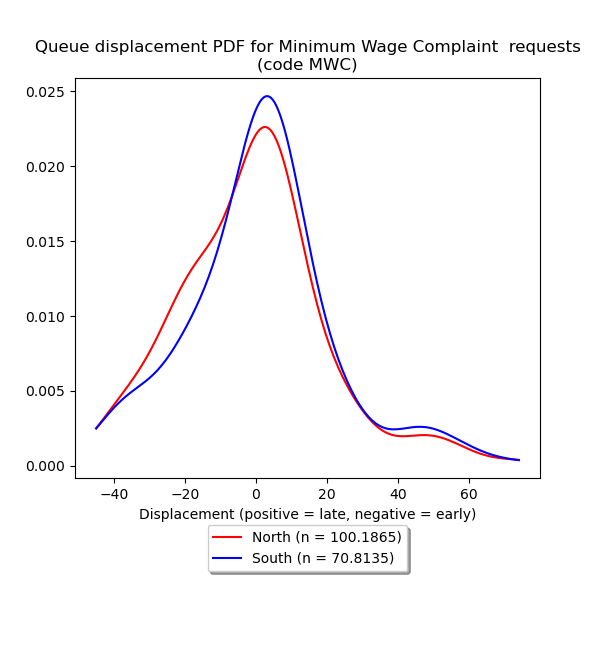 Queue displacement PDF for Minimum Wage Complaint  requests
(code MWC)
0.025
0.020
0.015
0.010
0.005
0.000
−40 −20 0 20 40 60
Displacement (positive = late, negative = early)
North (n = 100.1865)
South (n = 70.8135)